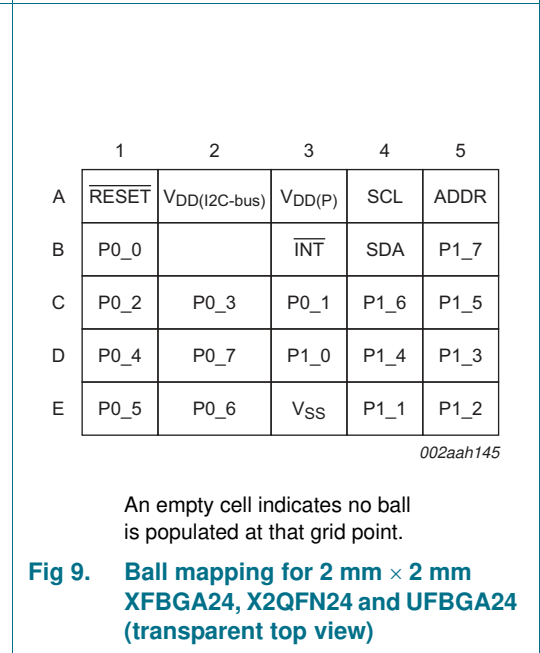 1 2 3 4 5
A RESET VDD(I2C-bus) VDD(P) SCL ADDR
B P0_0 INT SDA P1_7
C P0_2 P0_3 P0_1 P1_6 P1_5
D P0_4 P0_7 P1_0 P1_4 P1_3
E P0_5 P0_6 VSS P1_1 P1_2
002aah145
An empty cell indicates no ball
is populated at that grid point.
Fig 9. Ball mapping for 2 mm × 2 mm
XFBGA24, X2QFN24 and UFBGA24
(transparent top view)